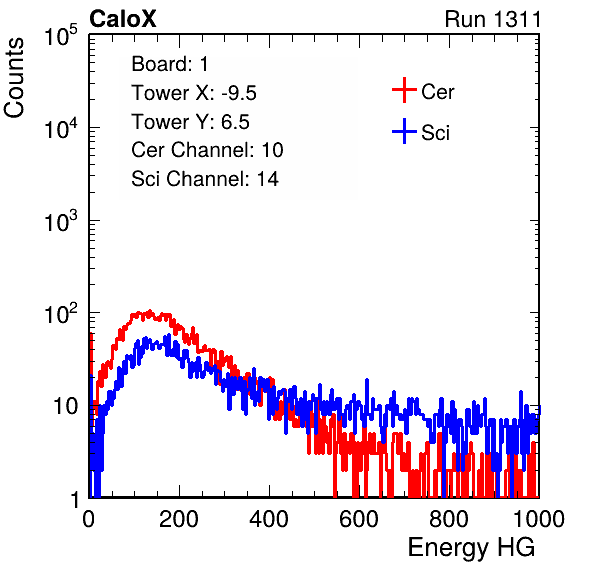 CaloX Run 1311
Counts
Board: 1
Tower X: -9.5
Tower Y: 6.5
Cer Channel: 10
Sci Channel: 14
Cer
Sci
10^5
10^4
10^3
10^2
10
1
0 200 400 600 800 1000
Energy HG